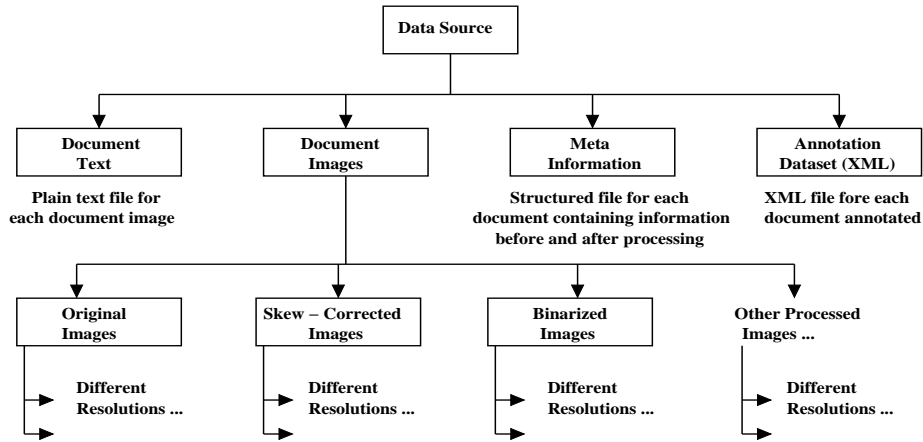 Data Source
Document
Text
Document
Images
Meta
Information
Annotation
Dataset (XML)
Plain text file for
each document image
Structured file for each
document containing information
before and after processing
XML file fore each
document annotated
Original
Images
Skew – Corrected
Images
Binarized
Images
Other Processed
Images ...
Different
Resolutions ...
Different
Resolutions ...
Different
Resolutions ...
Different
Resolutions ...